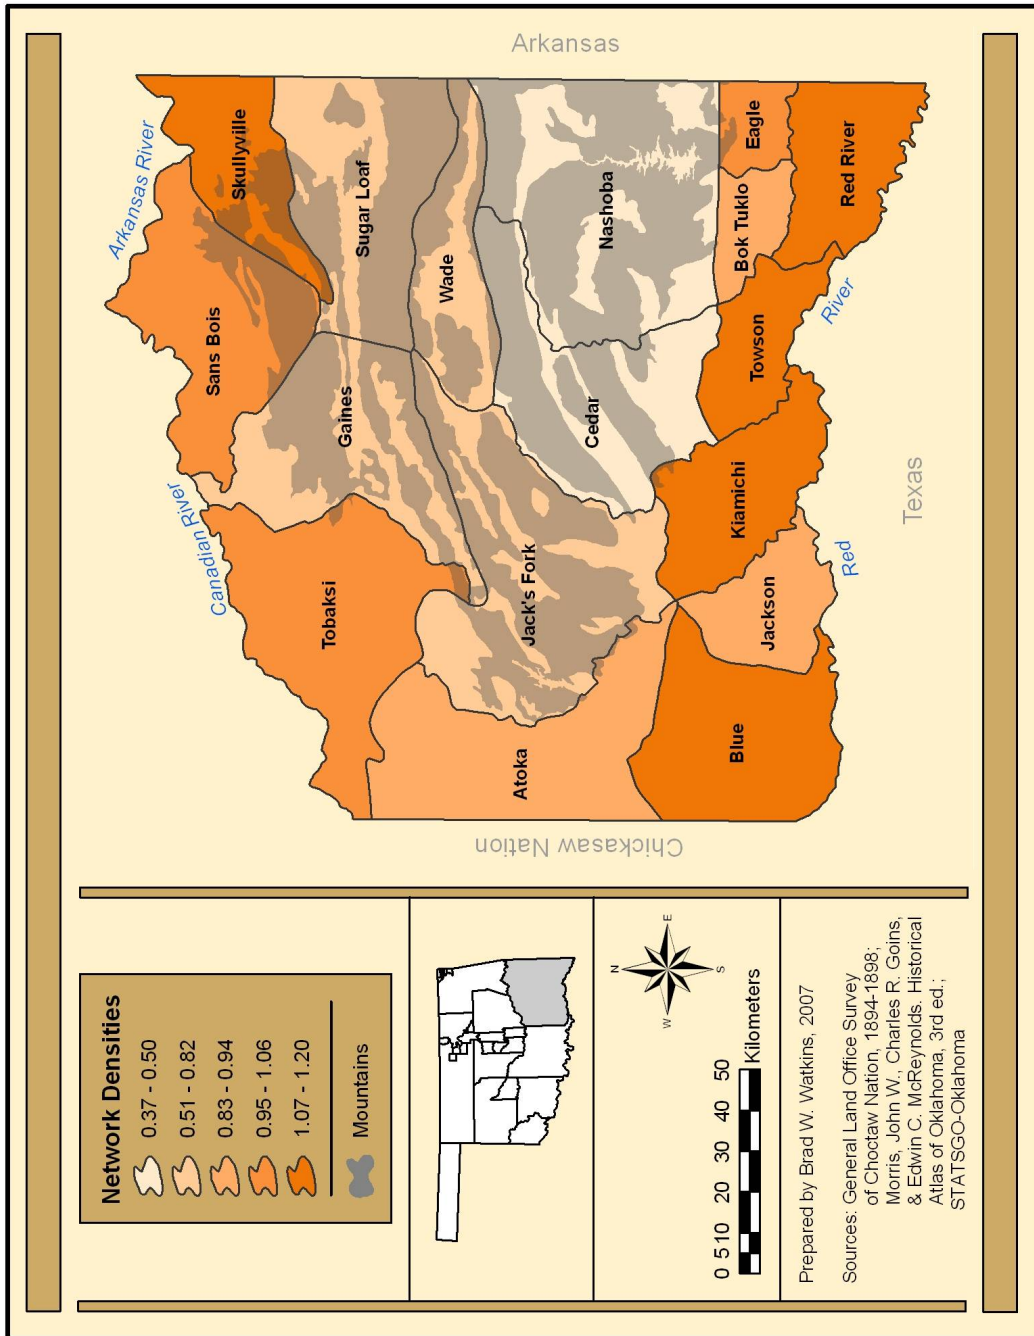 Arkansas
Arkansas River
Canadian River
Skullyville
Sans Bois
Sugar Loaf
Gaines
Tobaksi
Wade
Nashoba
Cedar
Jack's Fork
Atoka
Eagle
Bok Tuklo
Red River
Towson
Kiamichi
Jackson
Blue
Red
River
Texas
Chickasaw Nation
Network Densities
0.37 - 0.50
0.51 - 0.82
0.83 - 0.94
0.95 - 1.06
1.07 - 1.20
Mountains
N
E
S
W
0 5 10 20 30 40 50
Kilometers
Prepared by Brad W. Watkins, 2007
Sources: General Land Office Survey
of Choctaw Nation, 1894-1898;
Morris, John W., Charles R. Goins,
& Edwin C. McReynolds. Historical
Atlas of Oklahoma, 3rd ed.;
STATSGO-Oklahoma